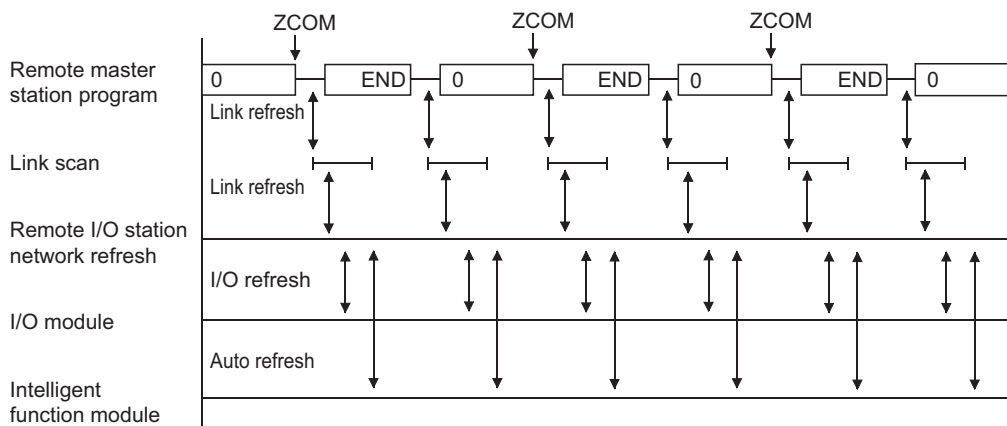 ZCOM ZCOM ZCOM
Remote master
station program
0 END 0 END 0 END 0
Link refresh
Link scan
Link refresh
Remote I/O station
network refresh
I/O refresh
I/O module
Auto refresh
Intelligent
function module